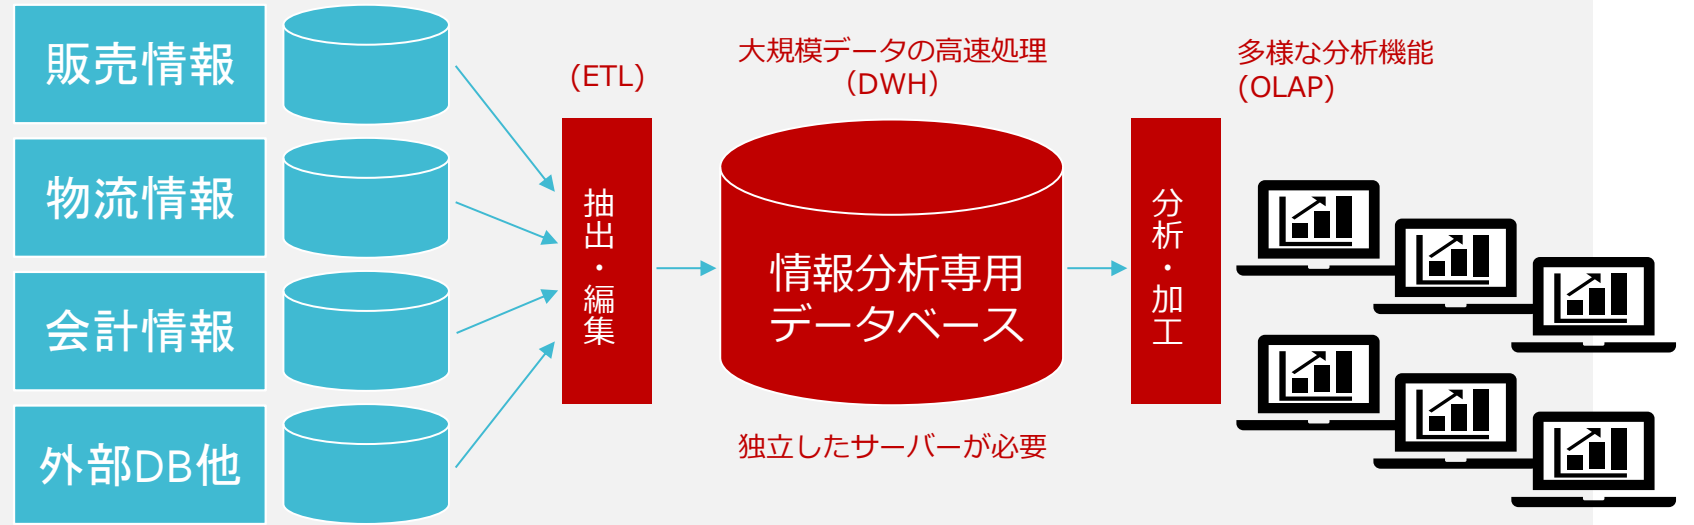 販売情報
物流情報
会計情報
外部DB他
(ETL)
抽出・編集
大規模データの高速処理
（DWH）
情報分析専用
データベース
独立したサーバーが必要
多様な分析機能
(OLAP)
分析・加工